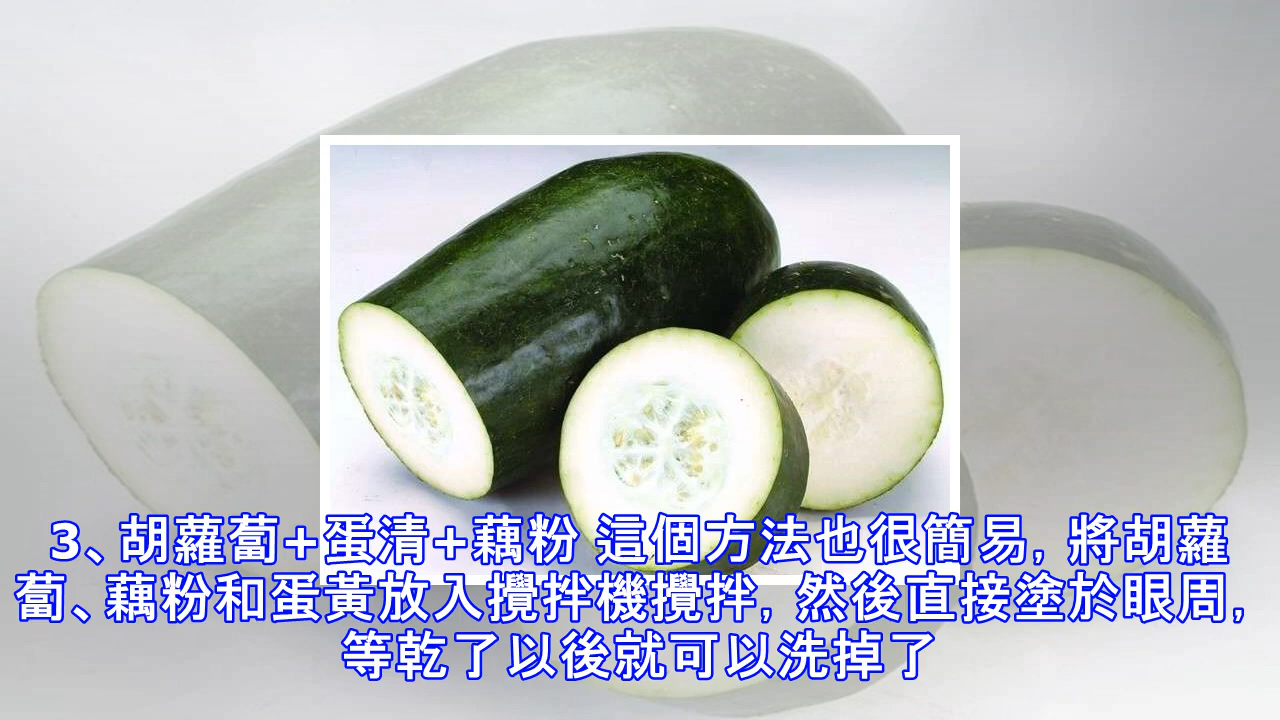 3、胡蘿蔔+蛋清+藕粉 這個方法也很簡易, 將胡蘿
蔔、藕粉和蛋黃放入攪拌機攪拌, 然後直接塗於眼周,
等乾了以後就可以洗掉了